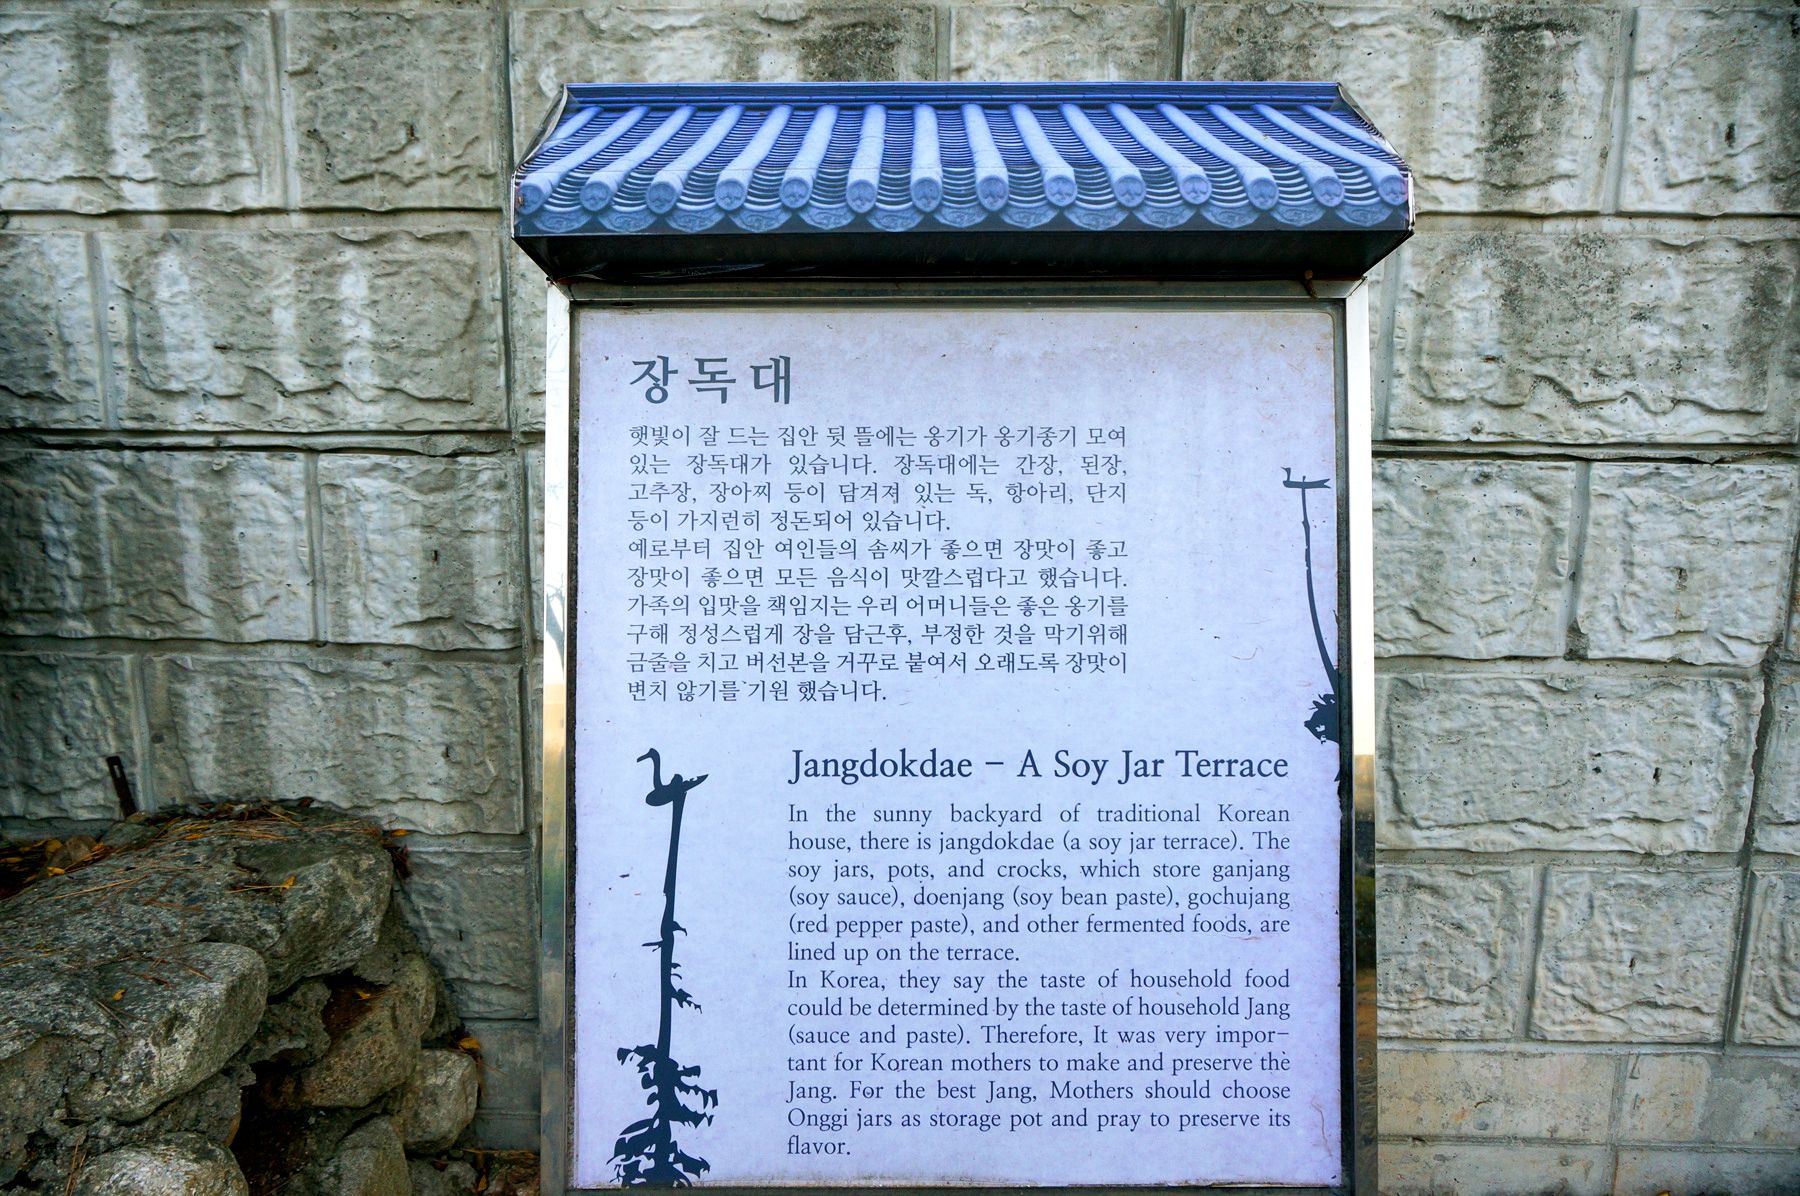 장독대
햇빛이 잘 드는 집안 뒷 뜰에는 옹기가 옹기종기 모여
있는 장독대가 있습니다. 장독대에는 간장, 된장,
고추장, 장아찌 등이 담겨져 있는 독, 항아리, 단지
등이 가지런히 정돈되어 있습니다.
예로부터 집안 여인들의 솜씨가 좋으면 장맛이 좋고
장맛이 좋으면 모든 음식이 맛깔스럽다고 했습니다.
가족의 입맛을 책임지는 우리 어머니들은 좋은 옹기를
구해 정성스럽게 장을 담근후, 부정한 것을 막기위해
금줄을 치고 버선본을 거꾸로 붙여서 오래도록 장맛이
변치 않기를 기원 했습니다.
Jangdokdae - A Soy Jar Terrace
In the sunny backyard of traditional Korean
house, there is jangdokdae (a soy jar terrace). The
soy jars, pots, and crocks, which store ganjang
(soy sauce), doenjang (soy bean paste), gochujang
(red pepper paste), and other fermented foods, are
lined up on the terrace.
In Korea, they say the taste of household food
could be determined by the taste of household Jang
(sauce and paste). Therefore, It was very impor-
tant for Korean mothers to make and preserve the
Jang. For the best Jang, Mothers should choose
Onggi jars as storage pot and pray to preserve its
flavor.